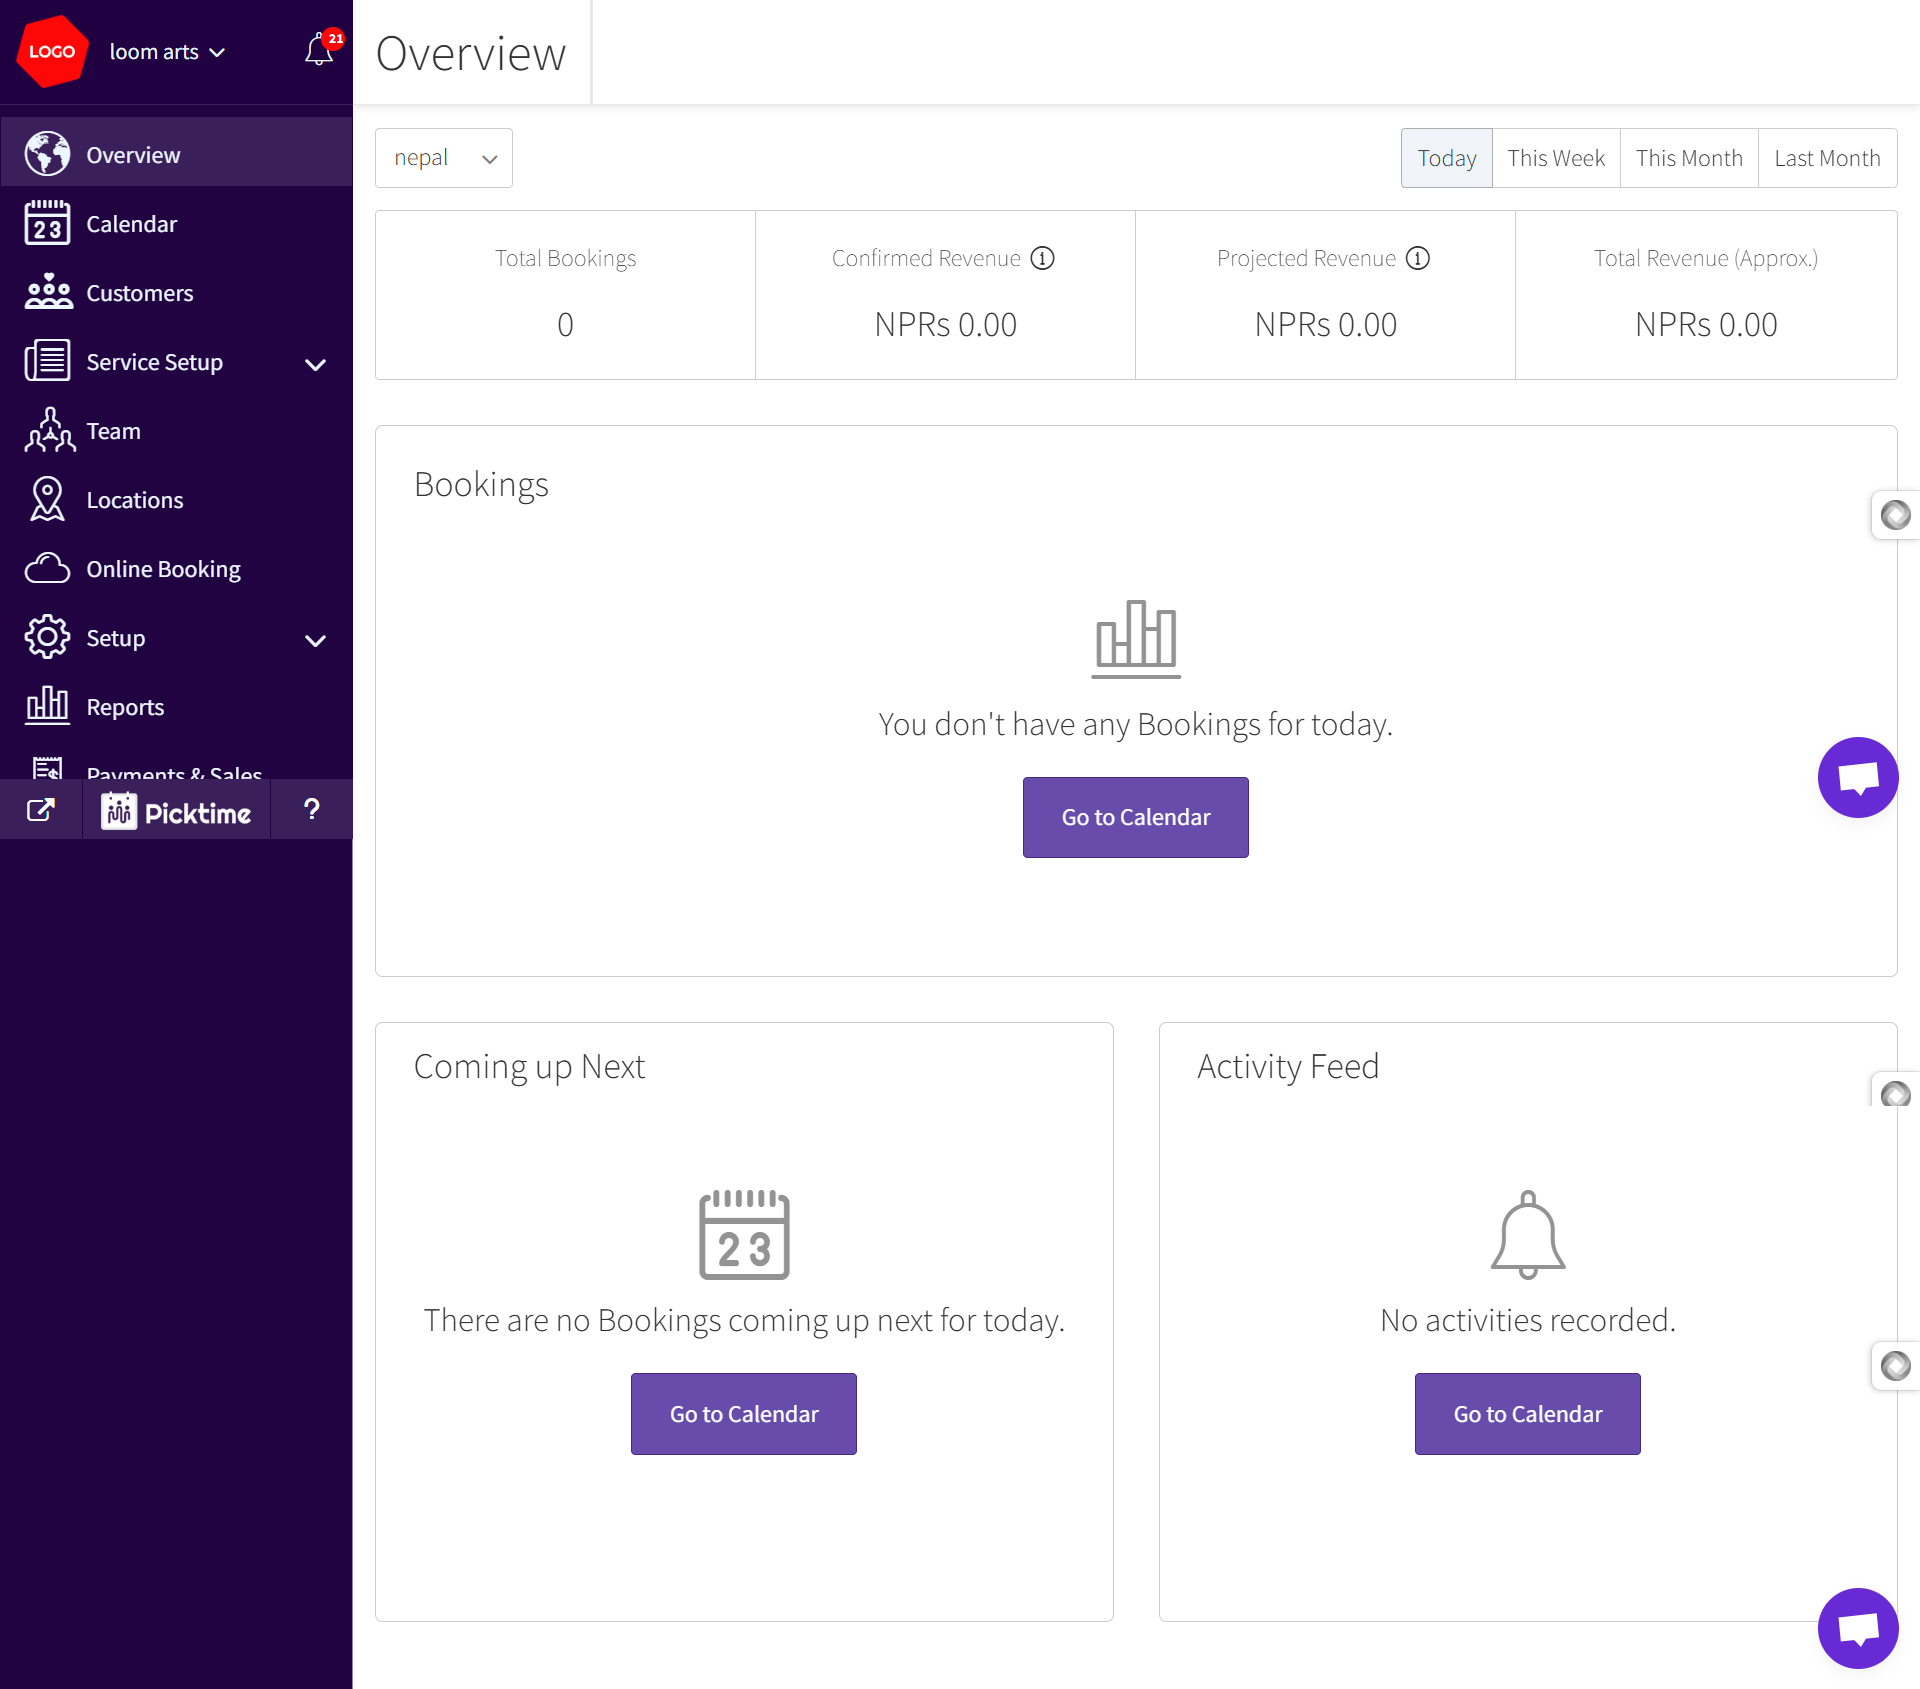 LOGO
loom arts
21
Overview
Overview
23
Calendar
Customers
Service Setup
Team
Locations
Online Booking
Setup
Reports
Payments & Sales
Picktime
?
nepal
Today
This Week
This Month
Last Month
Total Bookings
0
Confirmed Revenue
NPRs 0.00
Projected Revenue
NPRs 0.00
Total Revenue (Approx.)
NPRs 0.00
Bookings
You don't have any Bookings for today.
Go to Calendar
Coming up Next
23
There are no Bookings coming up next for today.
Go to Calendar
Activity Feed
No activities recorded.
Go to Calendar